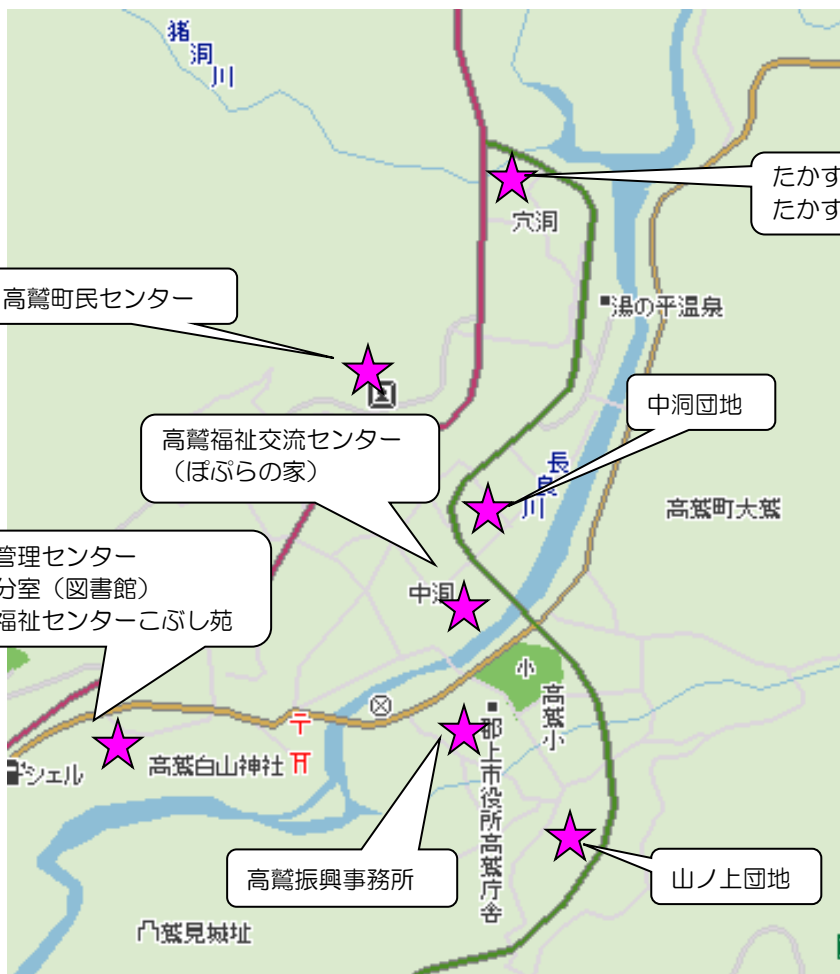 猪洞川
たかす
たかす
穴洞
湯の平温泉
高鷲町民センター
中洞団地
高鷲福祉交流センター
（ぽぷらの家）
長良川
高鷲町大鷲
管理センター
分室（図書館）
福祉センターこぶし苑
中洞
小
高鷲小
〒
郡上市役所高鷲庁舎
シェル
高鷲白山神社
高鷲振興事務所
山ノ上団地
鷲見城址